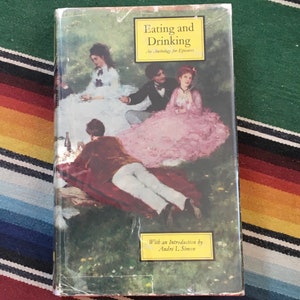 Eating and
Drinking
An Anthology for Epicures
With an Introduction by
André L. Simon